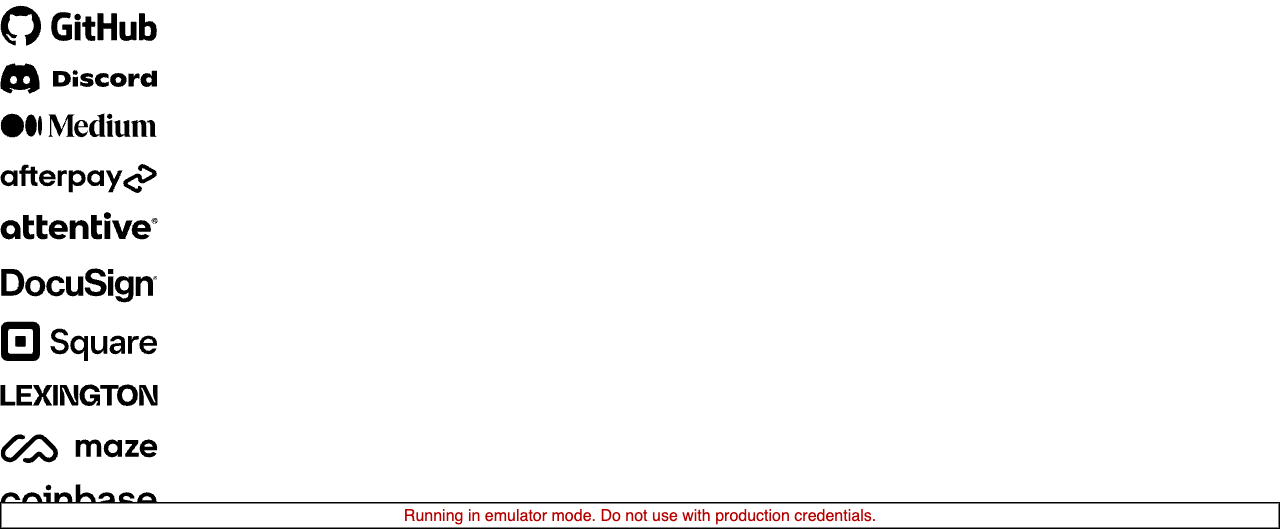 GitHub
Discord
Medium
afterpay
attentive®
DocuSign
Square
LEXINGTON
maze
coinbase
Running in emulator mode. Do not use with production credentials.